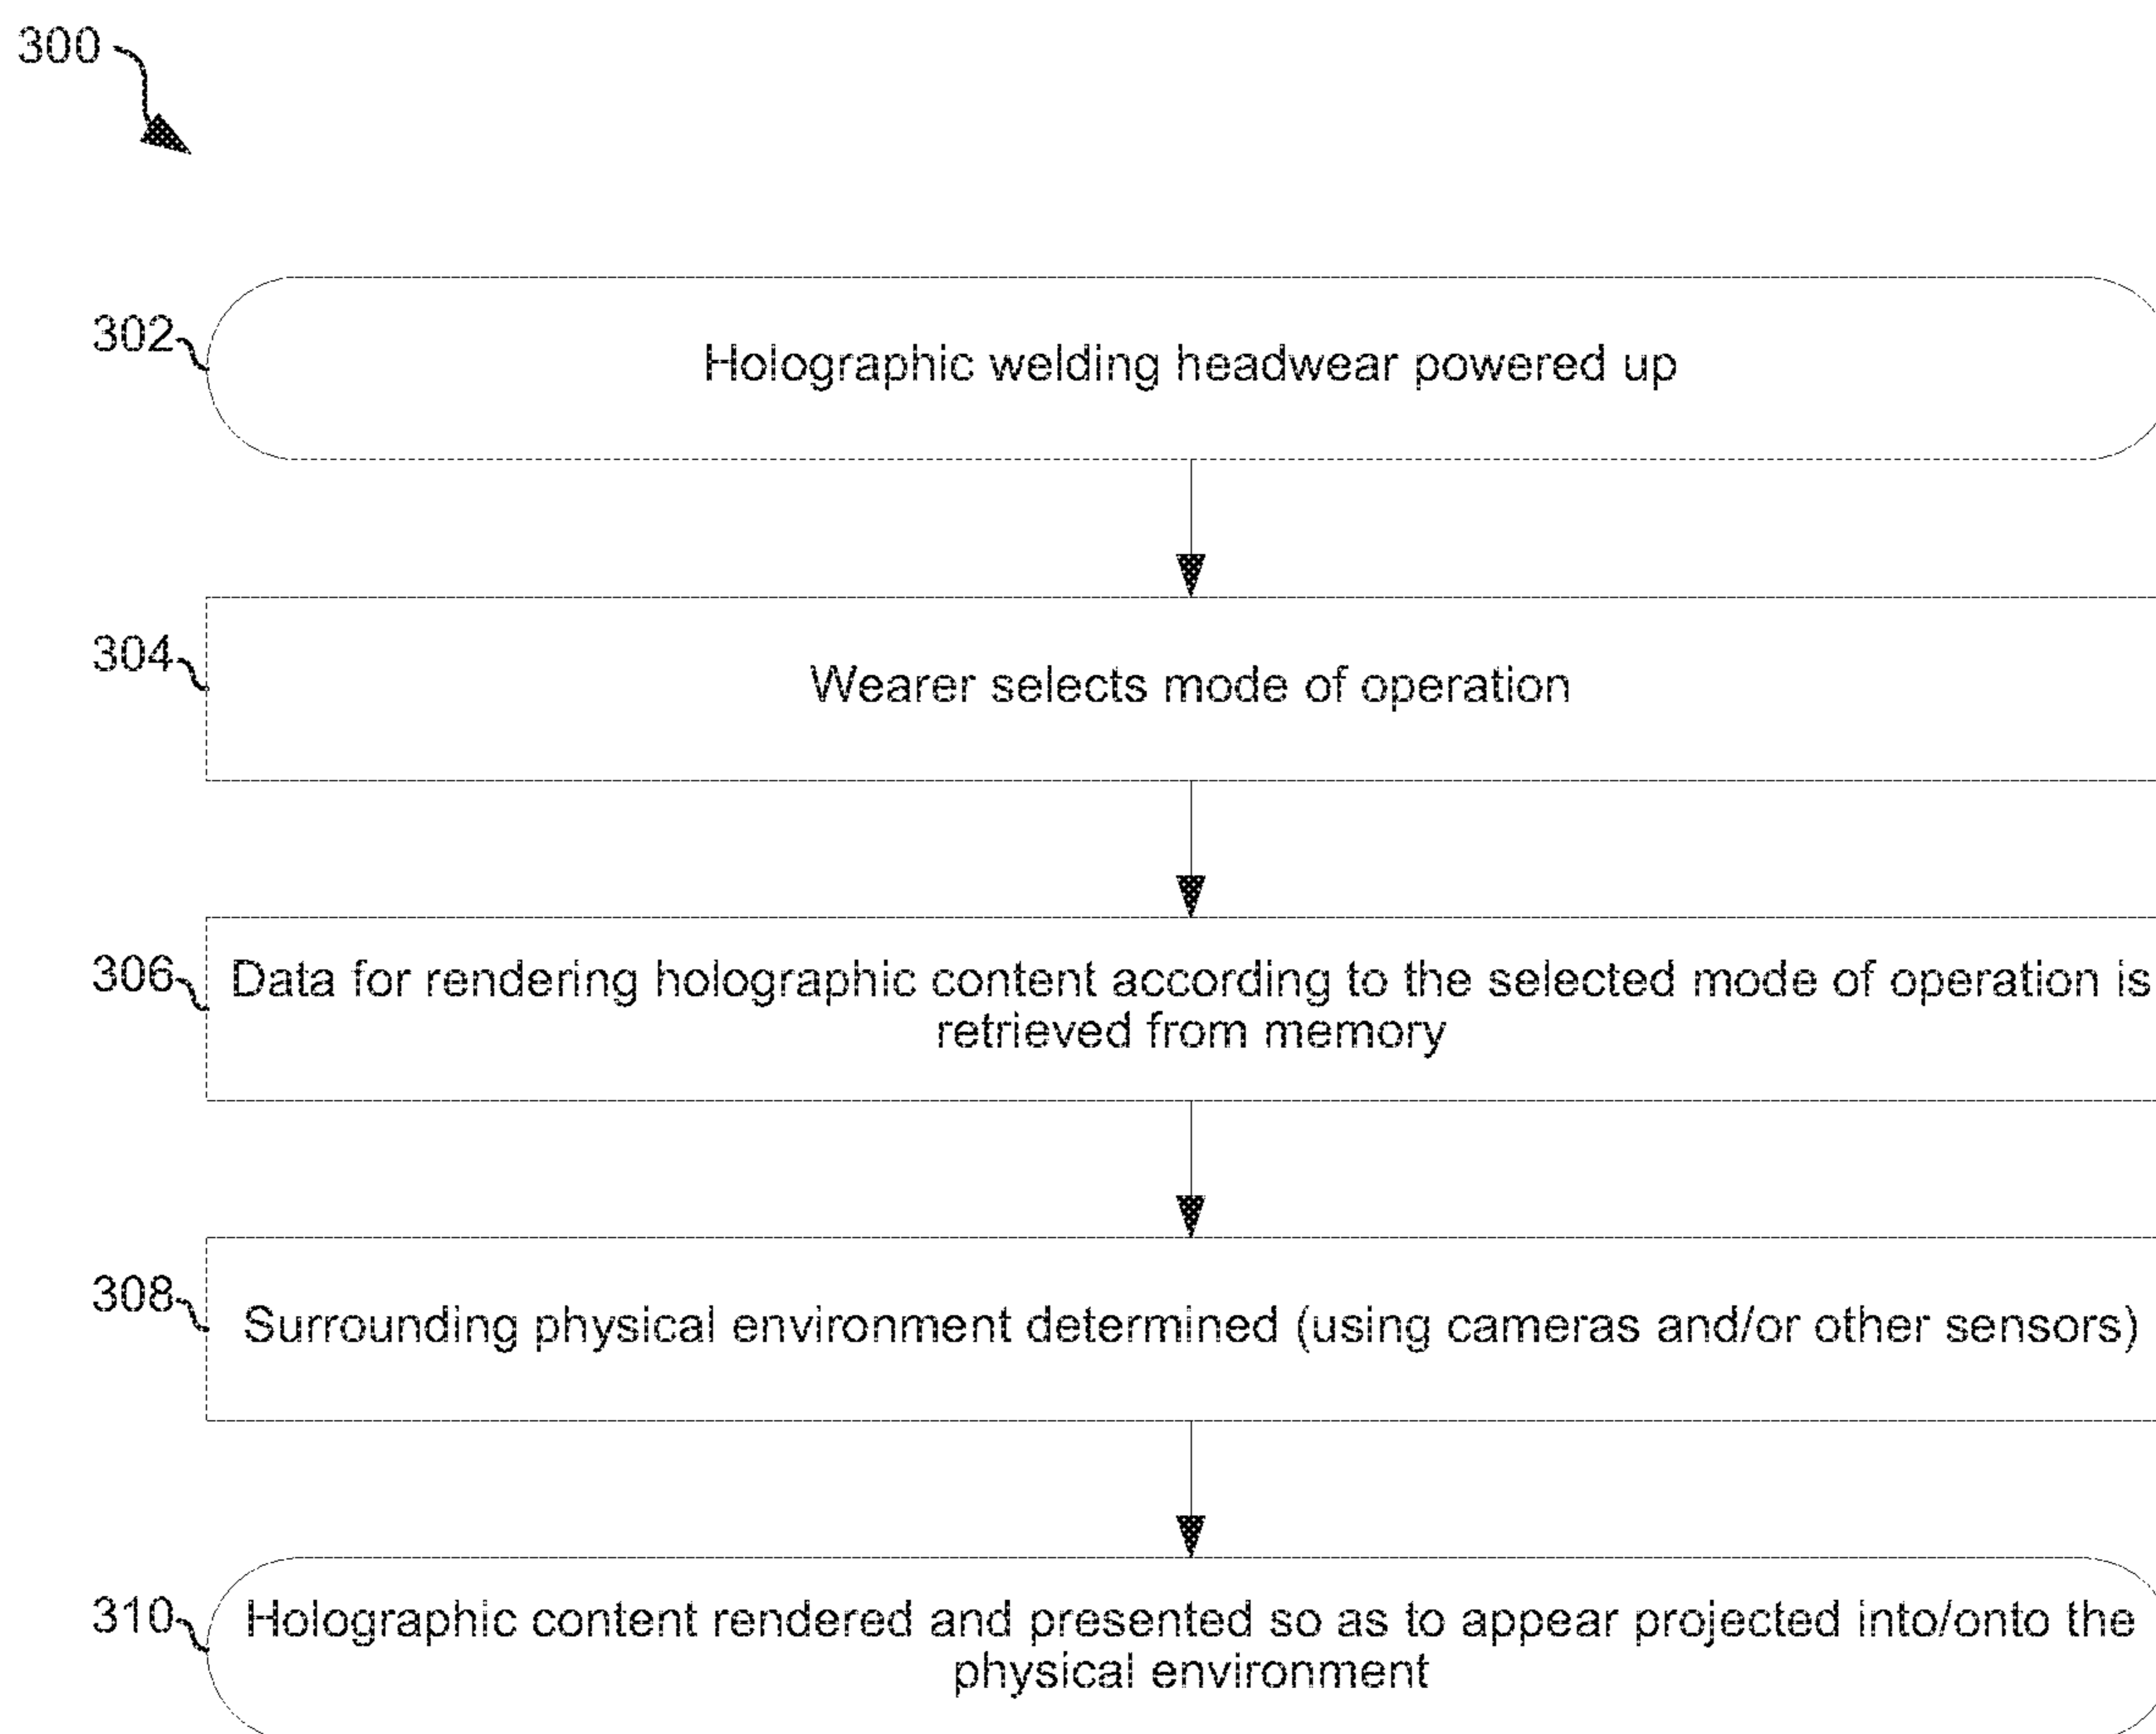 300
302
Holographic welding headwear powered up
304
Wearer selects mode of operation
306
Data for rendering holographic content according to the selected mode of operation is
retrieved from memory
308
Surrounding physical environment determined (using cameras and/or other sensors)
310
Holographic content rendered and presented so as to appear projected into/onto the
physical environment